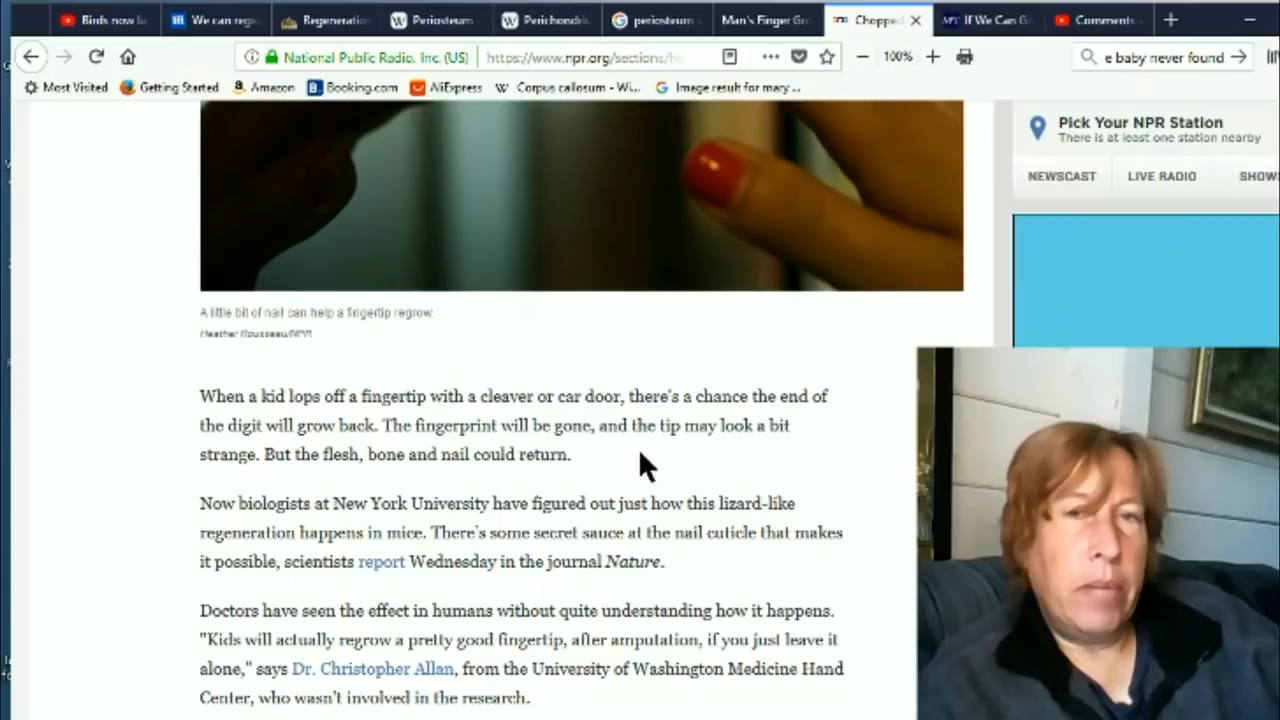 Birds now la
We can rege
Regeneration
Periosteum -
Perichondriu
periosteum s
Man's Finger Gro
Chopped
If We Can G
Comments -
National Public Radio, Inc. (US)
https://www.npr.org/sections/he
100%
e baby never found
Most Visited
Getting Started
Amazon
Booking.com
AliExpress
Corpus callosum - Wi...
Image result for mary ...
Pick Your NPR Station
There is at least one station nearby
NEWSCAST
LIVE RADIO
SHOWS
A little bit of nail can help a fingertip regrow.
Heather Rousseau/NPR
When a kid lops off a fingertip with a cleaver or car door, there's a chance the end of
the digit will grow back. The fingerprint will be gone, and the tip may look a bit
strange. But the flesh, bone and nail could return.
Now biologists at New York University have figured out just how this lizard-like
regeneration happens in mice. There's some secret sauce at the nail cuticle that makes
it possible, scientists report Wednesday in the journal Nature.
Doctors have seen the effect in humans without quite understanding how it happens.
"Kids will actually regrow a pretty good fingertip, after amputation, if you just leave it
alone," says Dr. Christopher Allan, from the University of Washington Medicine Hand
Center, who wasn't involved in the research.